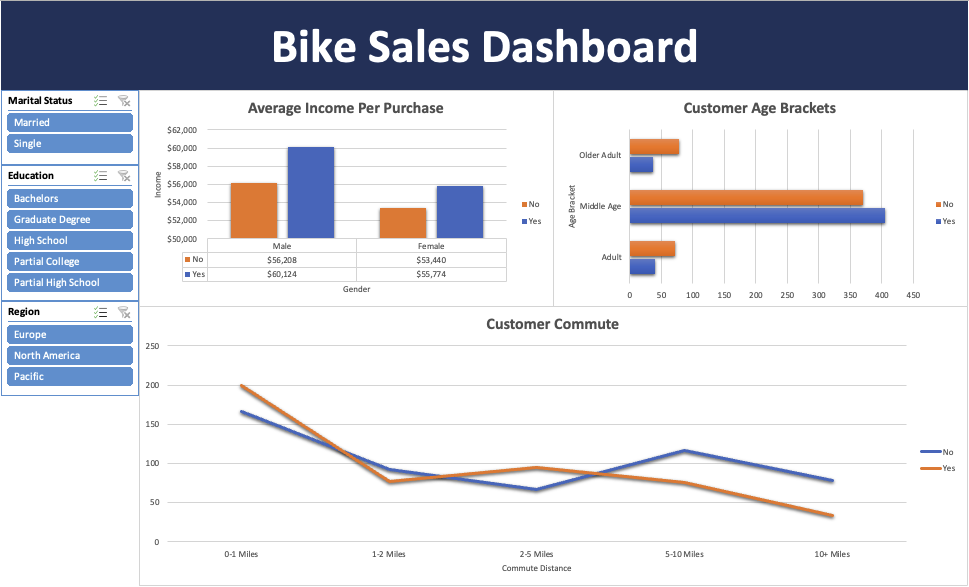 Bike Sales Dashboard
Marital Status
Married
Single
Education
Bachelors
Graduate Degree
High School
Partial College
Partial High School
Region
Europe
North America
Pacific
Average Income Per Purchase
$62,000
$60,000
$58,000
$56,000
$54,000
$52,000
$50,000
Income
Male Female
No $56,208 $53,440
Yes $60,124 $55,774
Gender
No
Yes
Customer Age Brackets
Age Bracket
Older Adult
Middle Age
Adult
0 50 100 150 200 250 300 350 400 450
No
Yes
Customer Commute
250
200
150
100
50
0
0-1 Miles 1-2 Miles 2-5 Miles 5-10 Miles 10+ Miles
Commute Distance
No
Yes